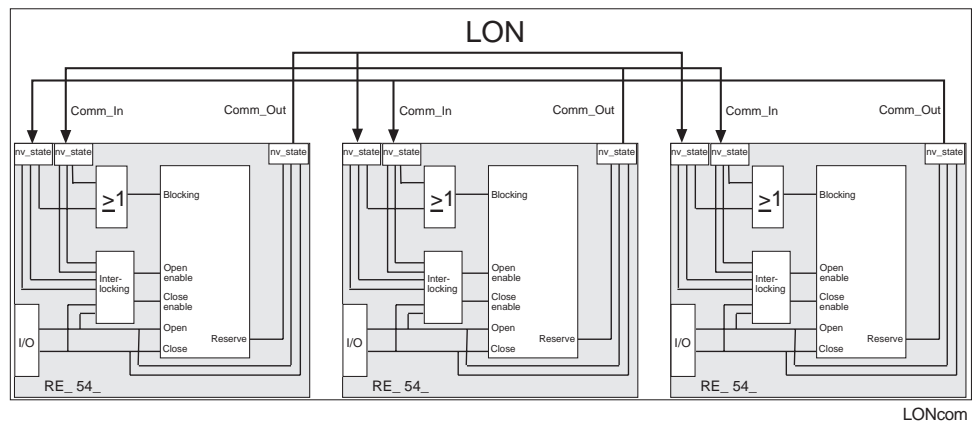 LON
Comm_In
Comm_Out
Comm_In
Comm_Out
Comm_In
Comm_Out
nv_state nv_state nv_state
nv_state nv_state nv_state
nv_state nv_state nv_state
≥1
Blocking
Inter-
locking
Open
enable
Close
enable
Open
Close
Reserve
I/O
RE_ 54_
≥1
Blocking
Inter-
locking
Open
enable
Close
enable
Open
Close
Reserve
I/O
RE_ 54_
≥1
Blocking
Inter-
locking
Open
enable
Close
enable
Open
Close
Reserve
I/O
RE_ 54_
LONcom